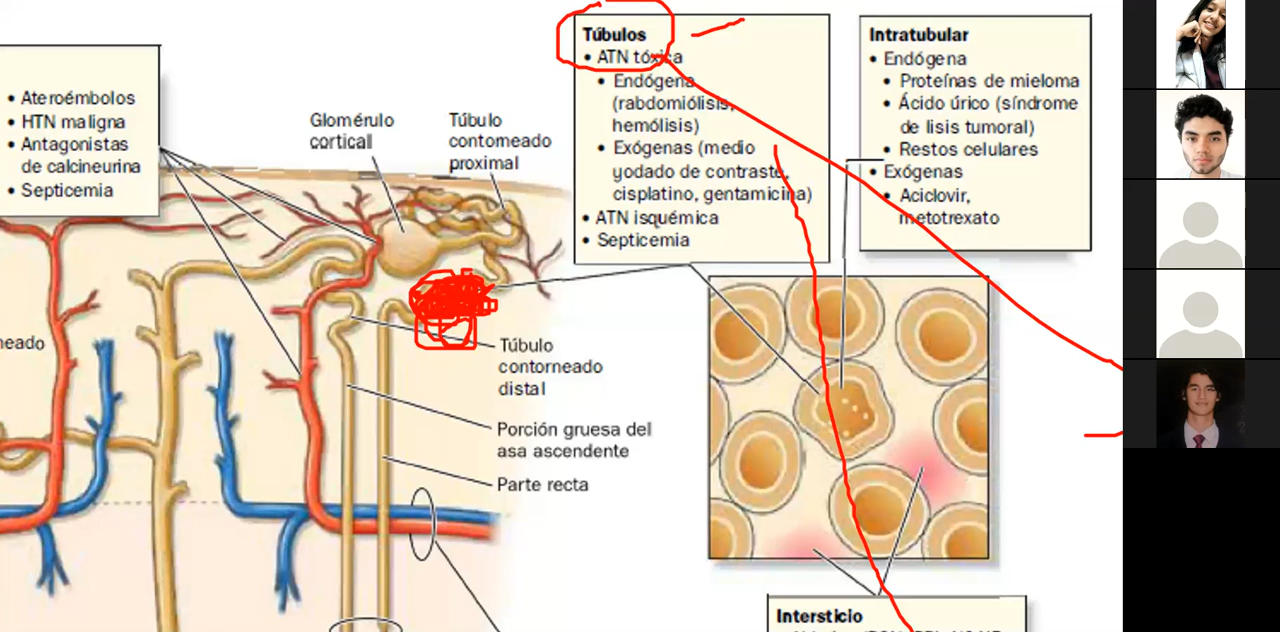 • Ateroémbolos
• HTN maligna
• Antagonistas
de calcineurina
• Septicemia
Glomérulo
cortical
Túbulo
contorneado
proximal
Túbulos
• ATN tóxica
• Endógena
(rabdomiólisis,
hemólisis)
• Exógenas (medio
yodado de contraste,
cisplatino, gentamicina)
• ATN isquémica
• Septicemia
Intratubular
• Endógena
• Proteínas de mieloma
• Ácido úrico (síndrome
de lisis tumoral)
• Restos celulares
• Exógenas
• Aciclovir,
metotrexato
neado
Túbulo
contorneado
distal
Porción gruesa del
asa ascendente
Parte recta
Intersticio